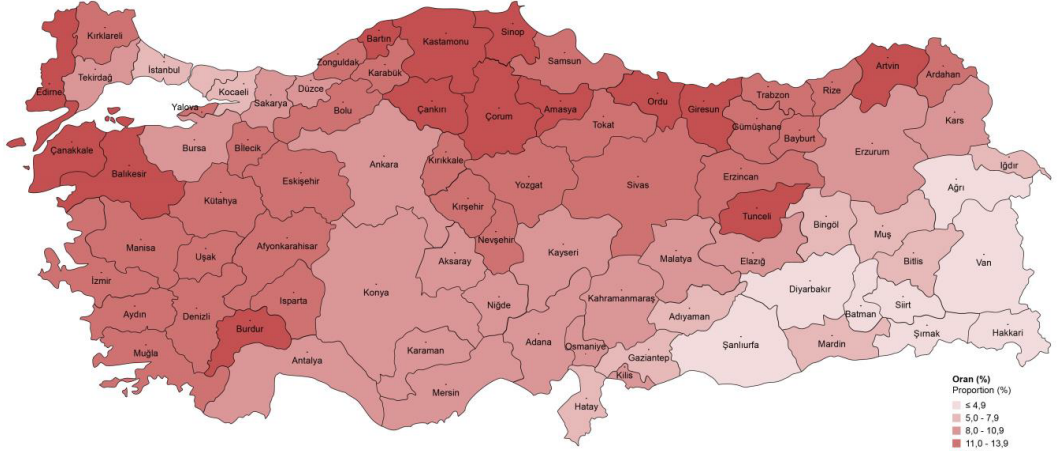 Kırklareli
Edirne
Tekirdağ
İstanbul
Kocaeli
Yalova
Sakarya
Düzce
Zonguldak
Bartın
Karabük
Kastamonu
Sinop
Samsun
Bolu
Çankırı
Çorum
Amasya
Ordu
Giresun
Trabzon
Rize
Artvin
Ardahan
Tokat
Gümüşhane
Bayburt
Kars
Çanakkale
Balıkesir
Bursa
Bilecik
Eskişehir
Ankara
Kırıkkale
Yozgat
Sivas
Erzincan
Erzurum
Iğdır
Ağrı
Kütahya
Kırşehir
Tunceli
Bingöl
Muş
Manisa
Uşak
Afyonkarahisar
Nevşehir
Aksaray
Kayseri
Malatya
Elazığ
Bitlis
Van
İzmir
Aydın
Denizli
Isparta
Burdur
Konya
Niğde
Kahramanmaraş
Adıyaman
Diyarbakır
Batman
Siirt
Muğla
Antalya
Karaman
Mersin
Adana
Osmaniye
Gaziantep
Kilis
Şanlıurfa
Mardin
Şırnak
Hakkari
Hatay
Oran (%)
Proportion (%)
≤ 4,9
5,0 - 7,9
8,0 - 10,9
11,0 - 13,9